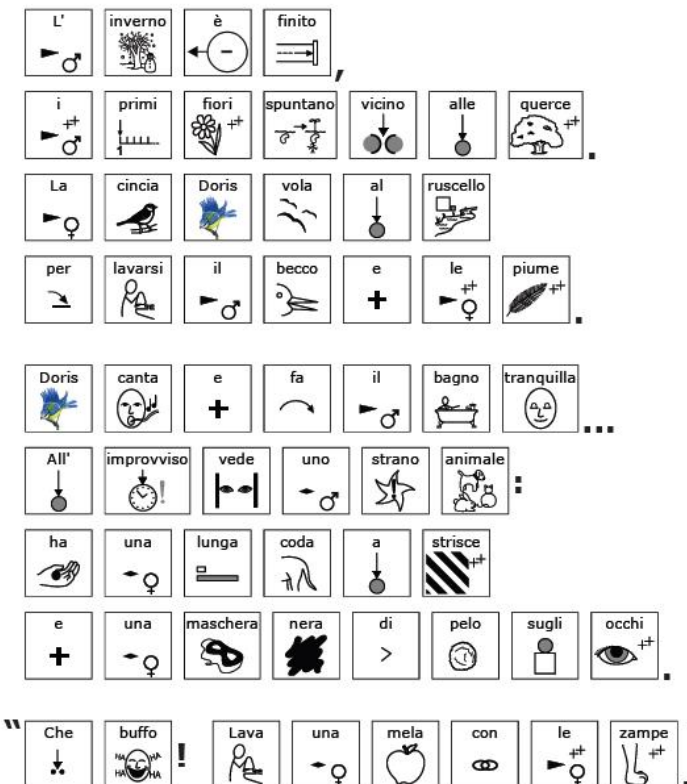 L' inverno è finito,
i primi fiori spuntano vicino alle querce.
La cincia Doris vola al ruscello
per lavarsi il becco e le piume.
Doris canta e fa il bagno tranquilla...
All' improvviso vede uno strano animale:
ha una lunga coda a strisce
e una maschera nera di pelo sugli occhi.
“Che buffo! Lava una mela con le zampe.